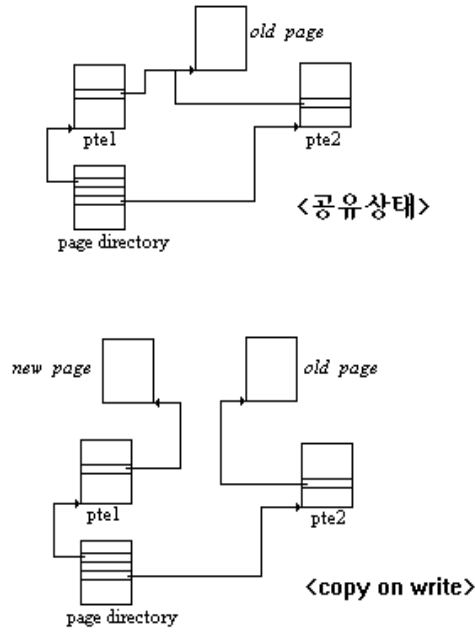 old page
pte1
pte2
page directory
<공유상태>
new page
old page
pte1
pte2
page directory
<copy on write>